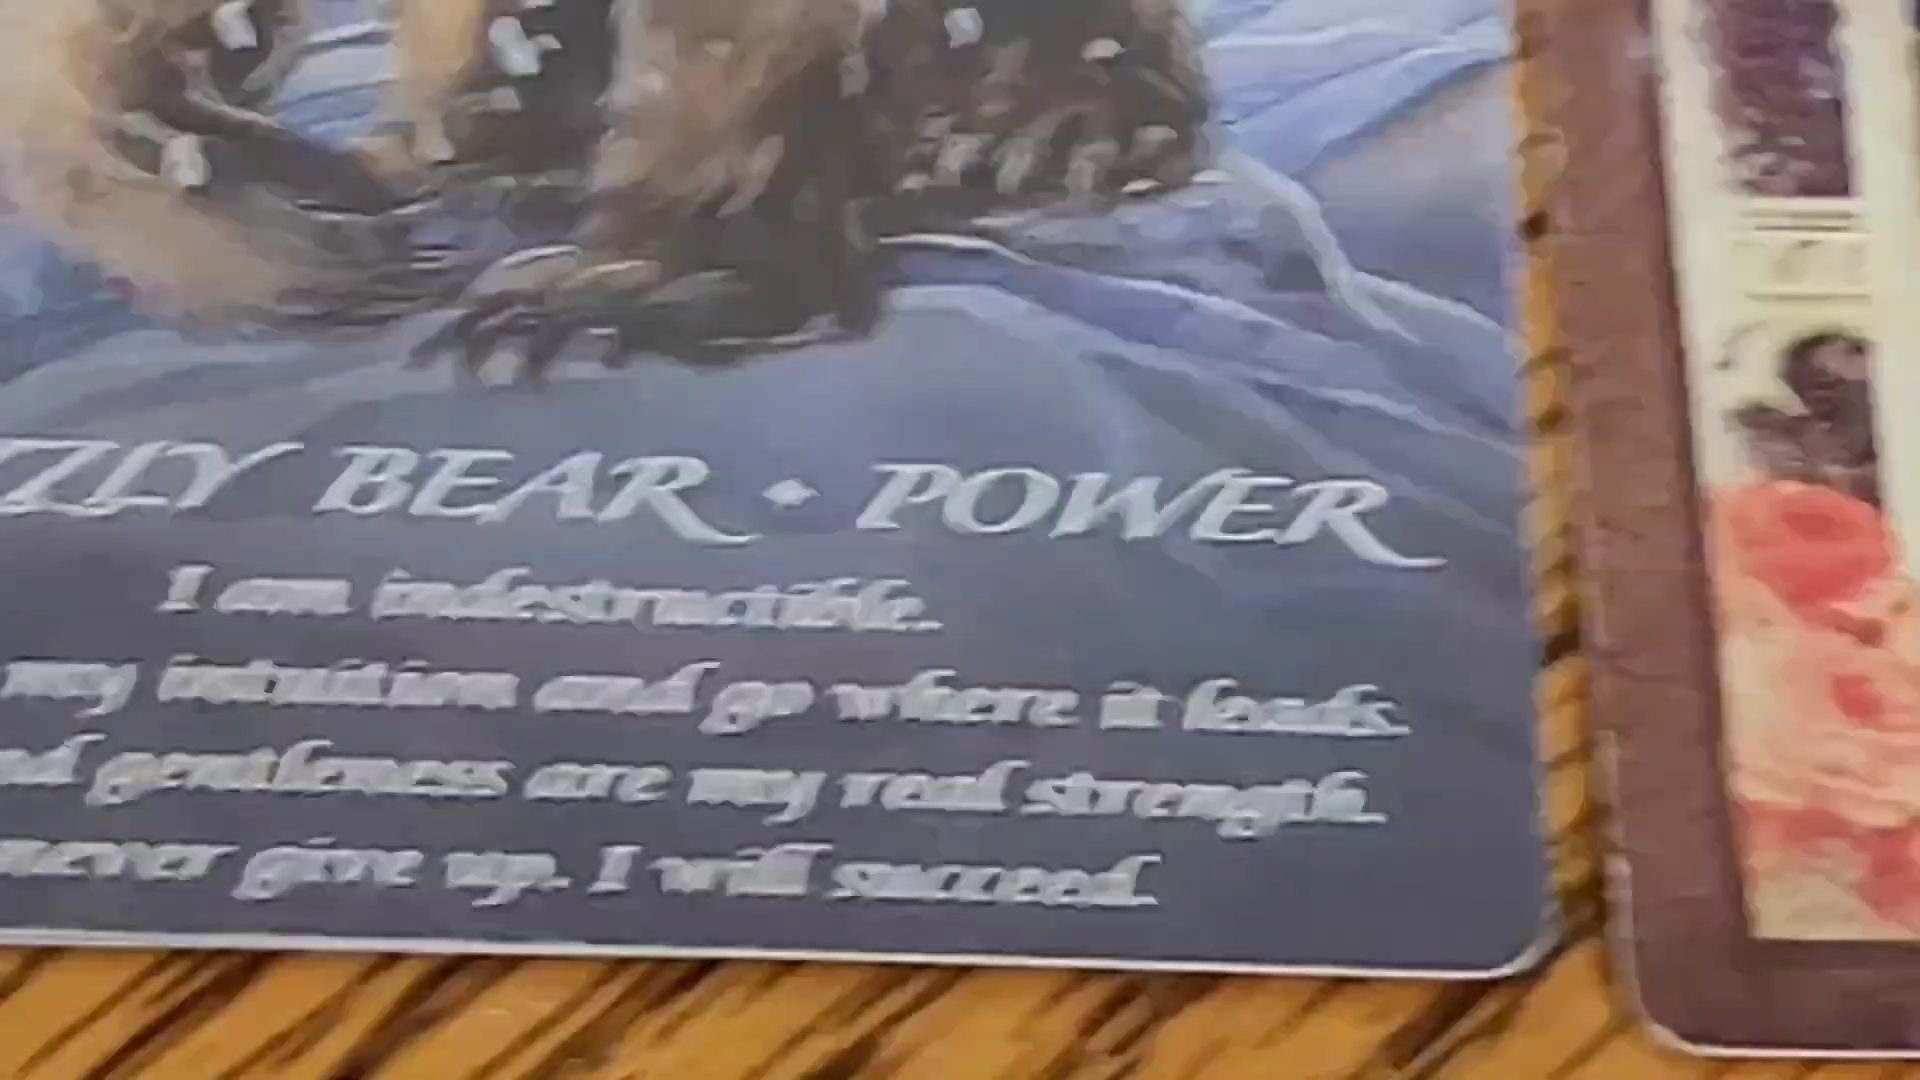 ZZLY BEAR • POWER
I am indestructible.
my intuition and go where it leads.
nd gentleness are my real strength.
never give up. I will succeed.